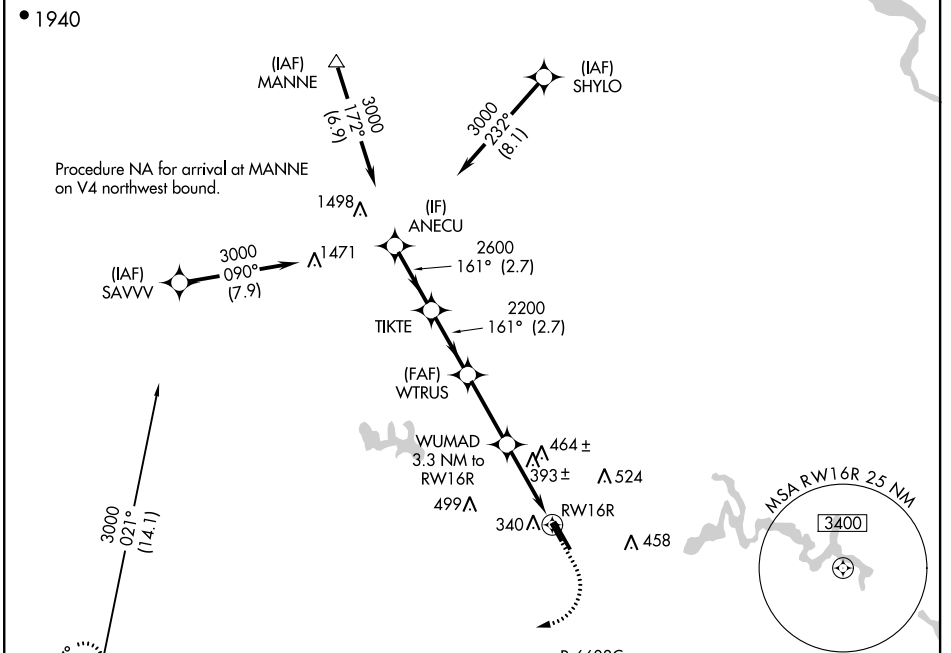 1940
(IAF)
MANNE
3000
172°
(6.9)
(IAF)
SHYLO
3000
232°
(8.1)
Procedure NA for arrival at MANNE
on V4 northwest bound.
1498
(IF)
ANECU
1471
3000
090°
(7.9)
(IAF)
SAVVV
2600
161° (2.7)
TIKTE
2200
161° (2.7)
(FAF)
WTRUS
WUMAD
3.3 NM to
RW16R
464 ±
393 ±
524
499
340
RW16R
458
MSA RW16R 25 NM
3400
3000
021°
(14.1)